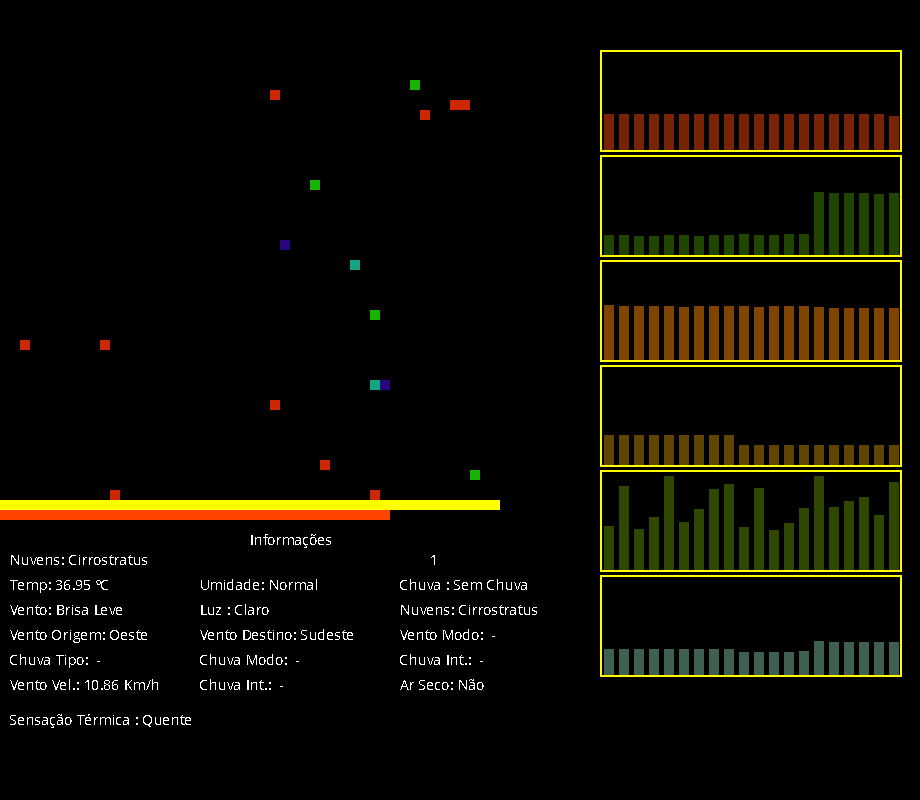 Informações
Nuvens: Cirrostratus 1
Temp: 36.95 ºC Umidade: Normal Chuva : Sem Chuva
Vento: Brisa Leve Luz : Claro Nuvens: Cirrostratus
Vento Origem: Oeste Vento Destino: Sudeste Vento Modo: -
Chuva Tipo: - Chuva Modo: - Chuva Int.: -
Vento Vel.: 10.86 Km/h Chuva Int.: - Ar Seco: Não
Sensação Térmica : Quente